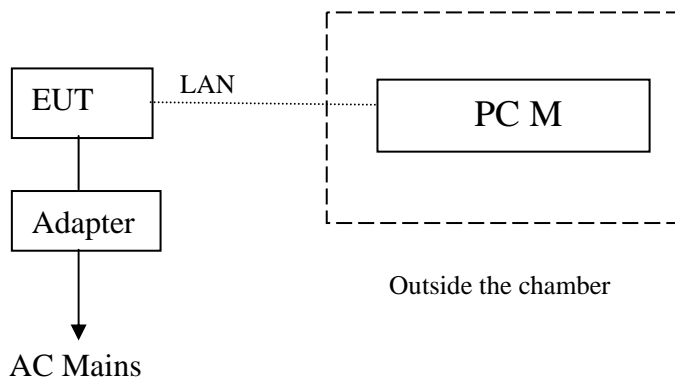 EUT
LAN
PC M
Adapter
Outside the chamber
AC Mains